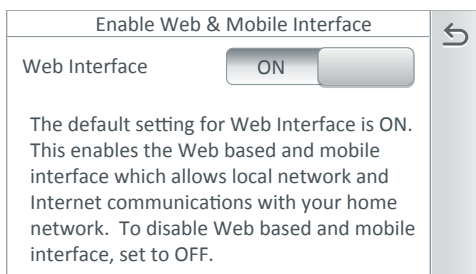 Enable Web & Mobile Interface
Web Interface
ON
The default setting for Web Interface is ON.
This enables the Web based and mobile
interface which allows local network and
Internet communications with your home
network.  To disable Web based and mobile
interface, set to OFF.